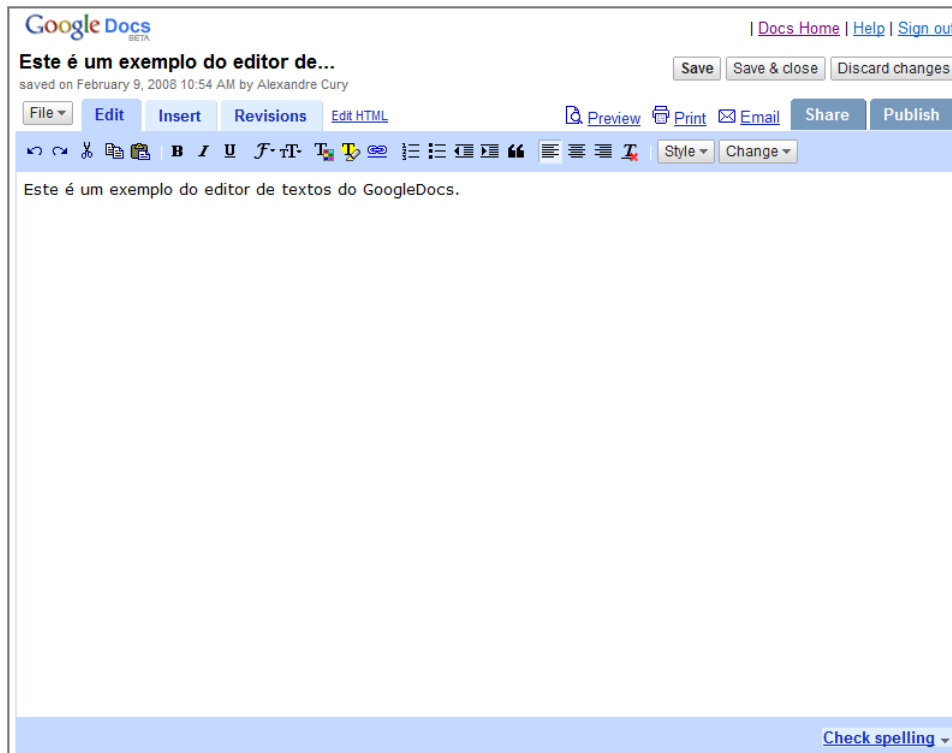 Google Docs
BETA
| Docs Home | Help | Sign out
Este é um exemplo do editor de...
saved on February 9, 2008 10:54 AM by Alexandre Cury
Save Save & close Discard changes
File Edit Insert Revisions Edit HTML Preview Print Email Share Publish
B I U Style Change
Este é um exemplo do editor de textos do GoogleDocs.
Check spelling